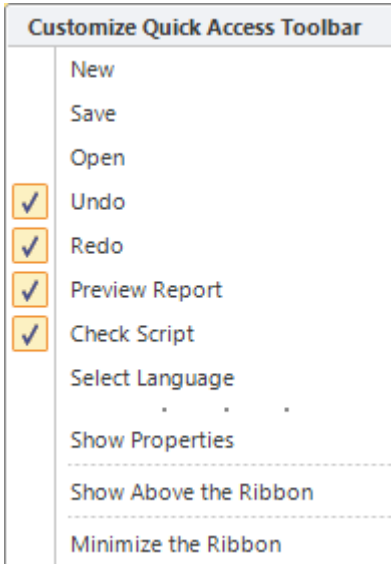 Customize Quick Access Toolbar
New
Save
Open
Undo
Redo
Preview Report
Check Script
Select Language
. . .
Show Properties
Show Above the Ribbon
Minimize the Ribbon